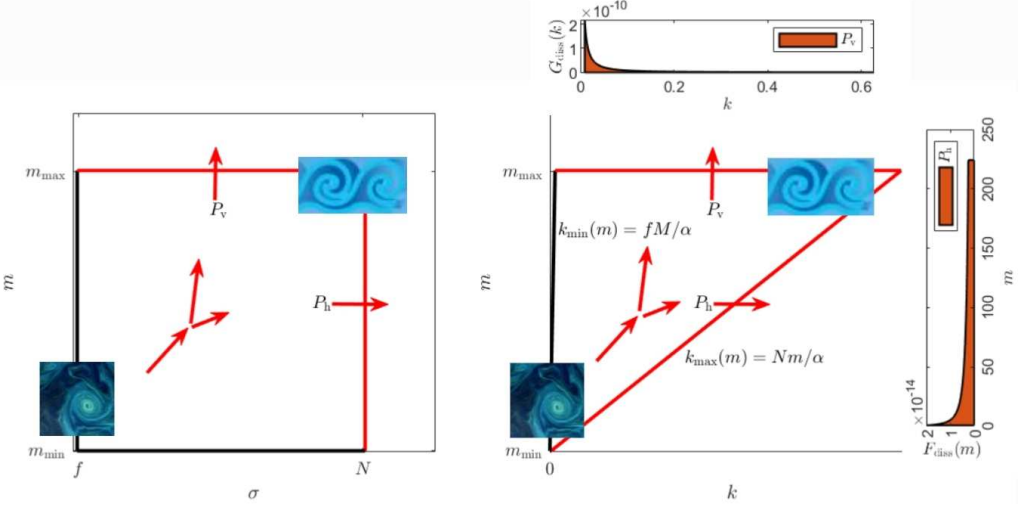 ×10⁻¹⁰
G_diss(k)
2
1
0
P_v
0
0.2
0.4
0.6
k
m
m_max
P_v
P_h
m_min
f
N
σ
m
m_max
P_v
k_min(m) = fM/α
P_h
k_max(m) = Nm/α
m_min
0
k
P_h
250
200
150
100
50
0
m
×10⁻¹⁴
2
1
0
F_diss(m)